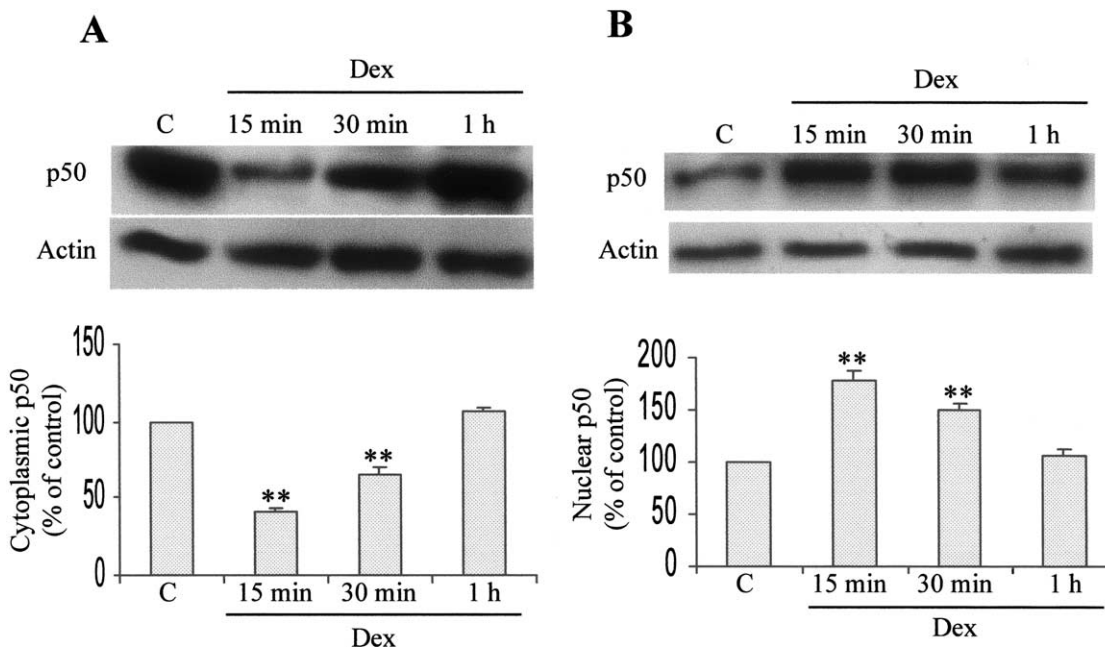 A
Dex
C 15 min 30 min 1 h
p50
Actin
150
100
50
0
Cytoplasmic p50
(% of control)
**
**
C 15 min 30 min 1 h
Dex
B
Dex
C 15 min 30 min 1 h
p50
Actin
200
150
100
50
0
Nuclear p50
(% of control)
**
**
C 15 min 30 min 1 h
Dex